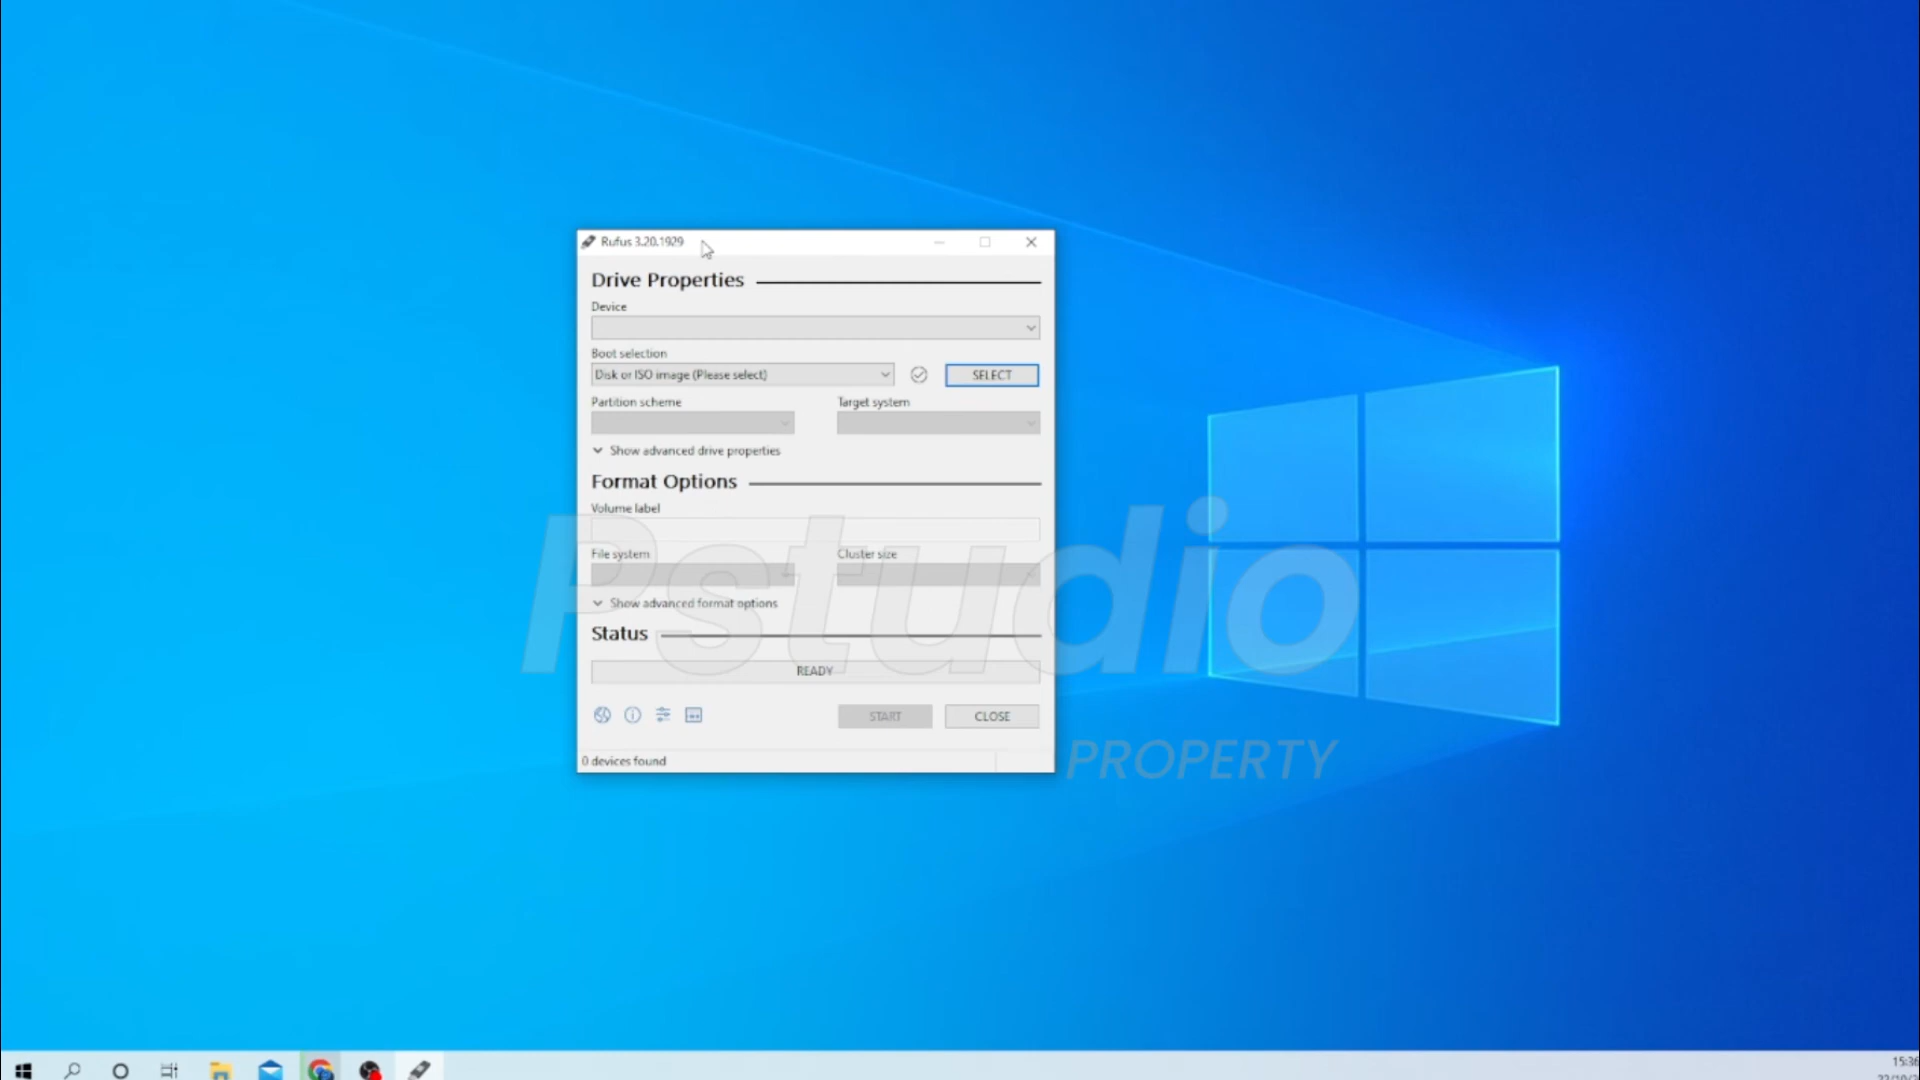 Rufus 3.20.1929
Drive Properties
Device
Boot selection
Disk or ISO image (Please select)
SELECT
Partition scheme
Target system
Show advanced drive properties
Format Options
Volume label
File system
Cluster size
Show advanced format options
Status
READY
START
CLOSE
0 devices found
Pstudio
PROPERTY
15:36